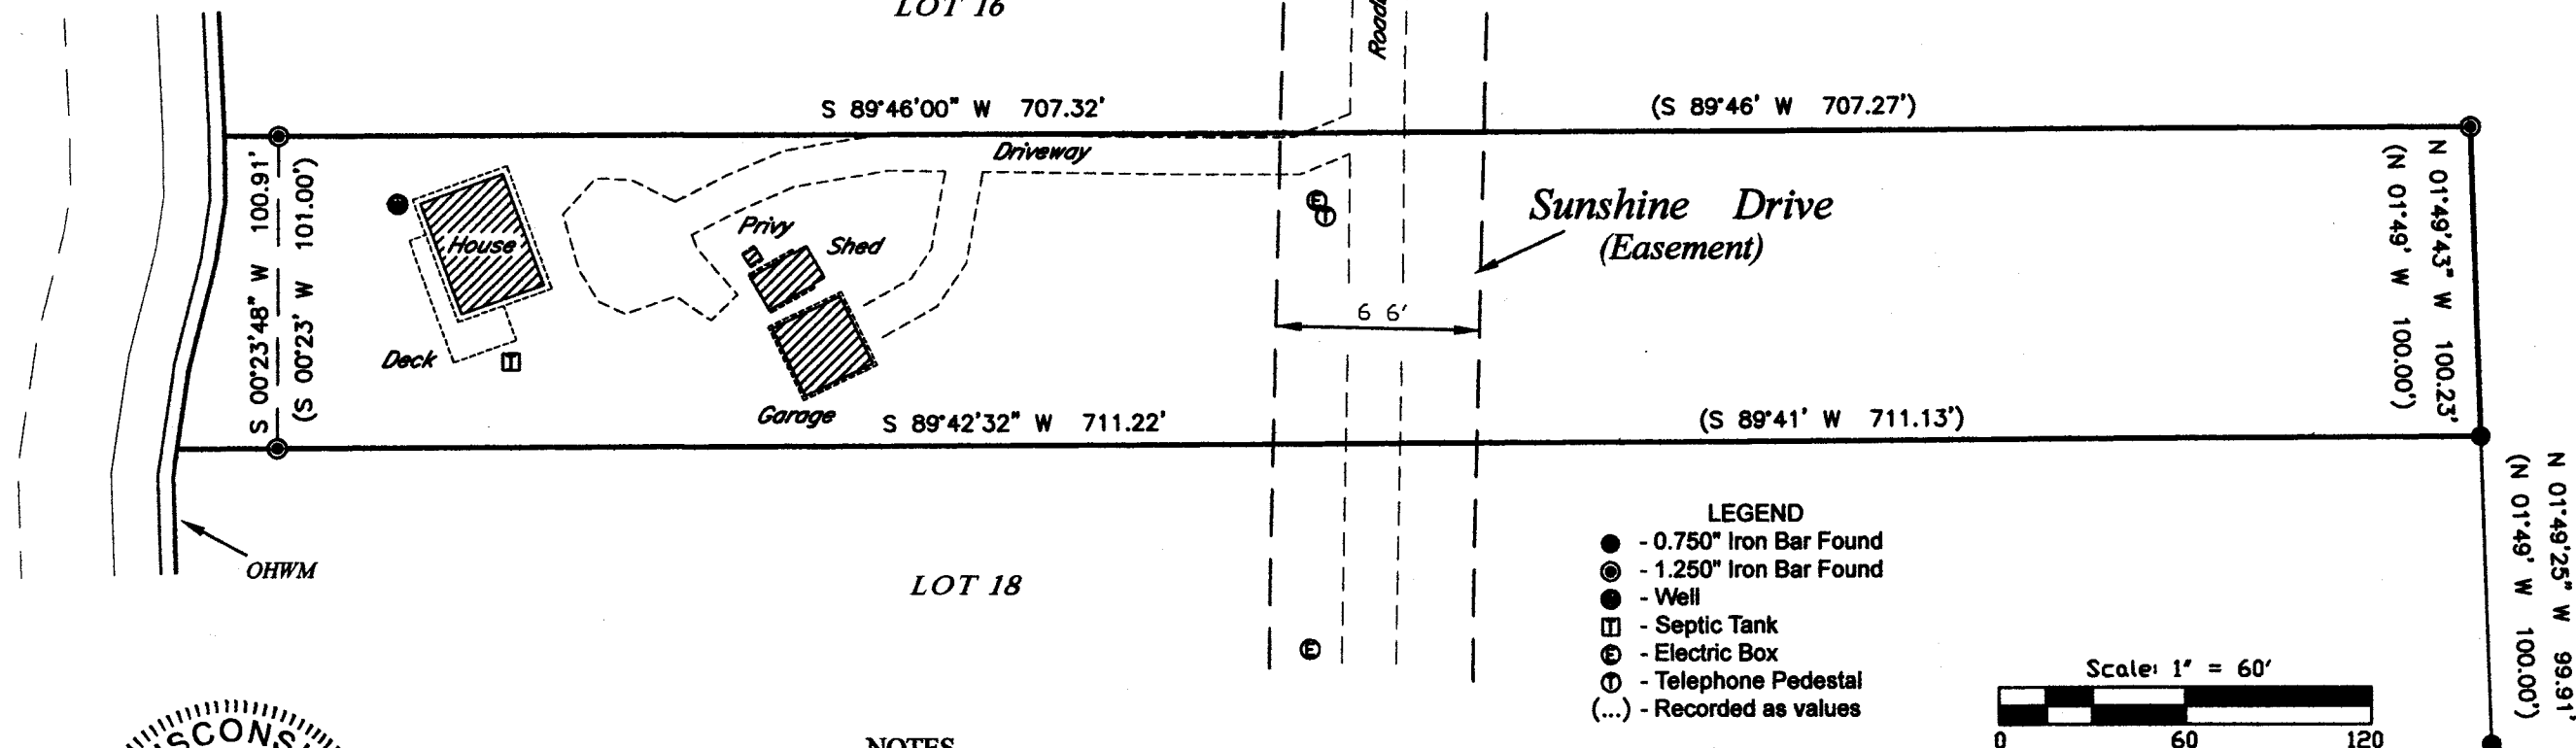 LOT 16
S 89°46'00" W 707.32'
(S 89°46' W 707.27')
Driveway
S 00°23'48" W 100.91'
(S 00°23' W 101.00')
House
Privy
Shed
Deck
Garage
Sunshine Drive
(Easement)
6 6'
N 01°49'43" W 100.23'
(N 01°49' W 100.00')
S 89°42'32" W 711.22'
(S 89°41' W 711.13')
N 01°49'25" W 99.91'
(N 01°49' W 100.00')
OHWM
LOT 18
LEGEND
- 0.750" Iron Bar Found
- 1.250" Iron Bar Found
- Well
T - Septic Tank
E - Electric Box
T - Telephone Pedestal
(...) - Recorded as values
Scale: 1" = 60'
0 60 120
NOTES